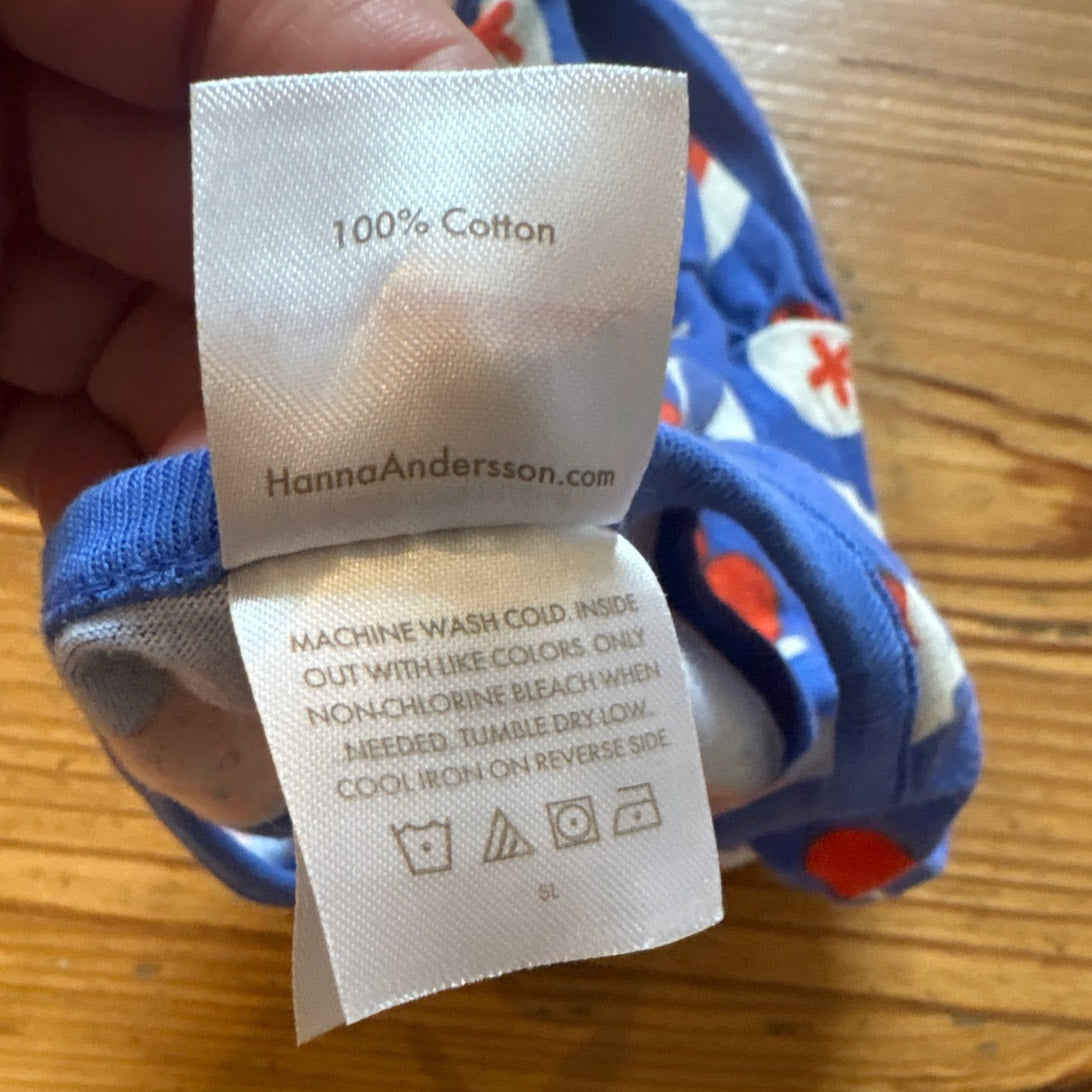 100% Cotton
HannaAndersson.com
MACHINE WASH COLD INSIDE
OUT WITH LIKE COLORS. ONLY
NON-CHLORINE BLEACH WHEN
NEEDED. TUMBLE DRY LOW.
COOL IRON ON REVERSE SIDE.
SL